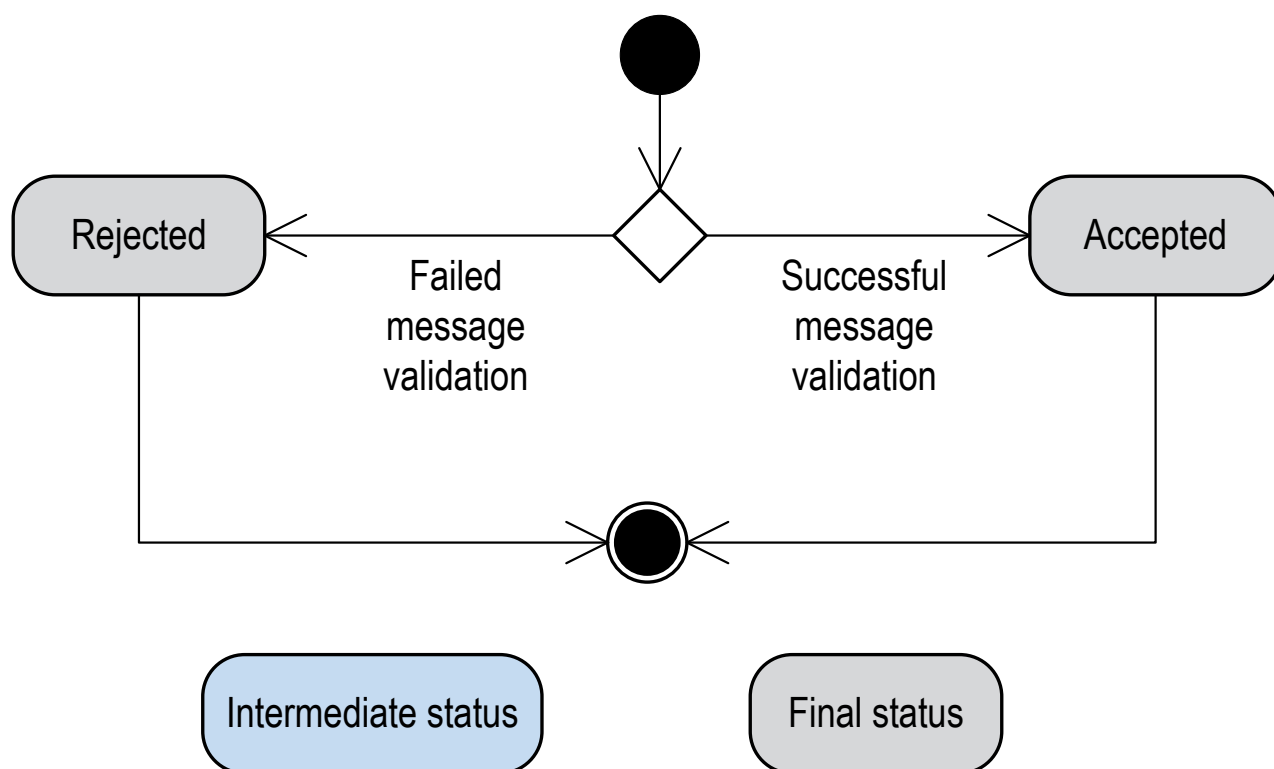 Rejected
Accepted
Failed
message
validation
Successful
message
validation
Intermediate status
Final status